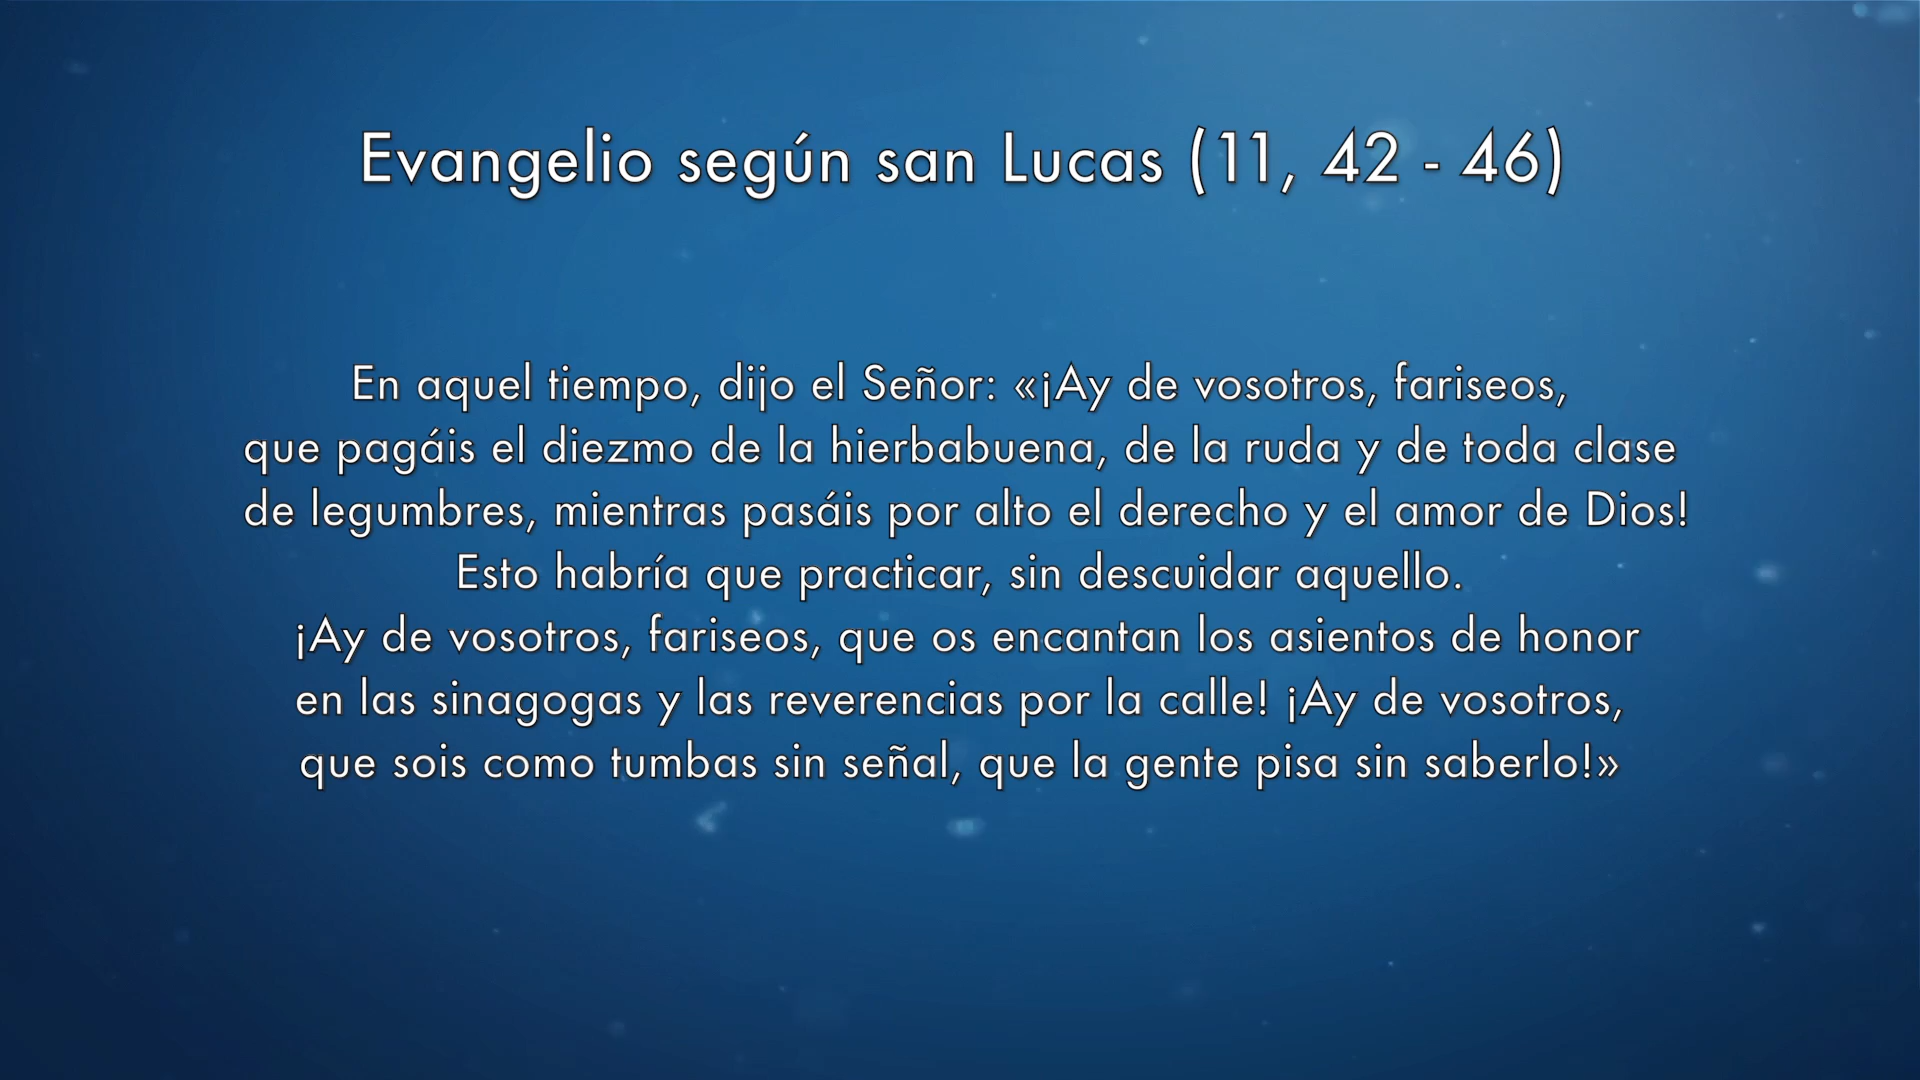 Evangelio según san Lucas (11, 42 - 46)
En aquel tiempo, dijo el Señor: «¡Ay de vosotros, fariseos,
que pagáis el diezmo de la hierbabuena, de la ruda y de toda clase
de legumbres, mientras pasáis por alto el derecho y el amor de Dios!
Esto habría que practicar, sin descuidar aquello.
¡Ay de vosotros, fariseos, que os encantan los asientos de honor
en las sinagogas y las reverencias por la calle! ¡Ay de vosotros,
que sois como tumbas sin señal, que la gente pisa sin saberlo!»